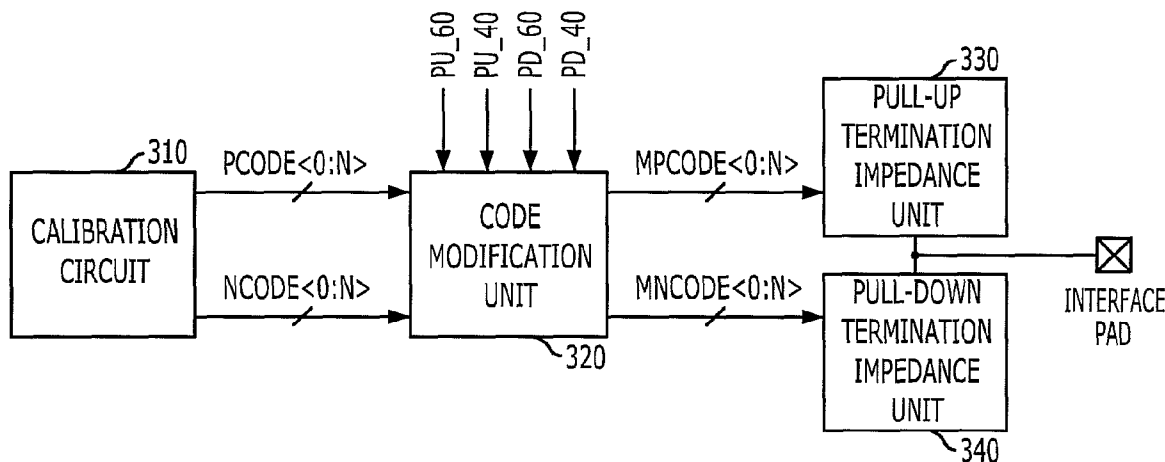 PU_60
PU_40
PD_60
PD_40
310
CALIBRATION
CIRCUIT
PCODE<0:N>
NCODE<0:N>
CODE
MODIFICATION
UNIT
320
MPCODE<0:N>
MNCODE<0:N>
330
PULL-UP
TERMINATION
IMPEDANCE
UNIT
PULL-DOWN
TERMINATION
IMPEDANCE
UNIT
340
INTERFACE
PAD